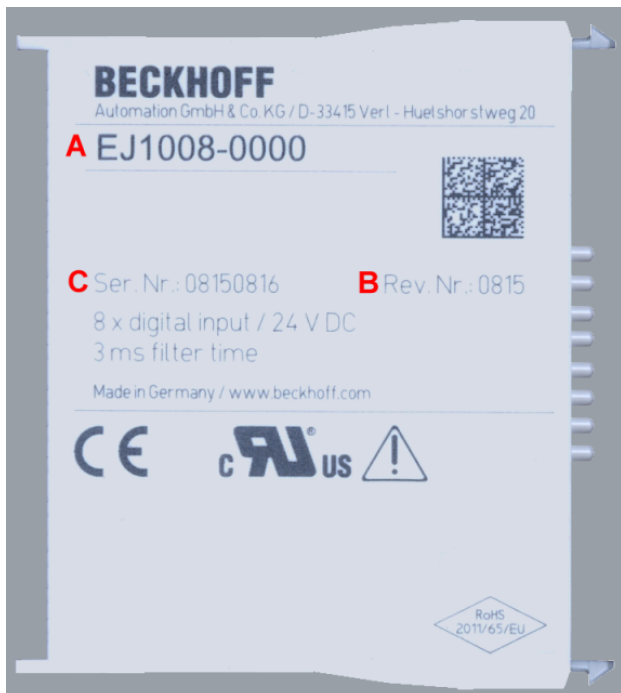 BECKHOFF
Automation GmbH & Co. KG / D-33415 Verl - Huelshorstweg 20
A EJ1008-0000
C Ser. Nr.: 08150816 B Rev. Nr.: 0815
8 x digital input / 24 V DC
3 ms filter time
Made in Germany / www.beckhoff.com
CE c RU ® US
RoHS
2011/65/EU